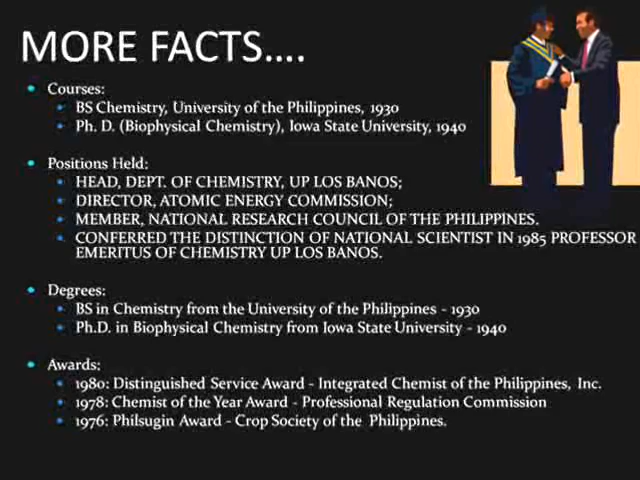 MORE FACTS....
Courses:
BS Chemistry, University of the Philippines, 1930
Ph. D. (Biophysical Chemistry), Iowa State University, 1940
Positions Held:
HEAD, DEPT. OF CHEMISTRY, UP LOS BANOS;
DIRECTOR, ATOMIC ENERGY COMMISSION;
MEMBER, NATIONAL RESEARCH COUNCIL OF THE PHILIPPINES.
CONFERRED THE DISTINCTION OF NATIONAL SCIENTIST IN 1985 PROFESSOR
EMERITUS OF CHEMISTRY UP LOS BANOS.
Degrees:
BS in Chemistry from the University of the Philippines - 1930
Ph.D. in Biophysical Chemistry from Iowa State University - 1940
Awards:
1980: Distinguished Service Award - Integrated Chemist of the Philippines, Inc.
1978: Chemist of the Year Award - Professional Regulation Commission
1976: Philsugin Award - Crop Society of the Philippines.